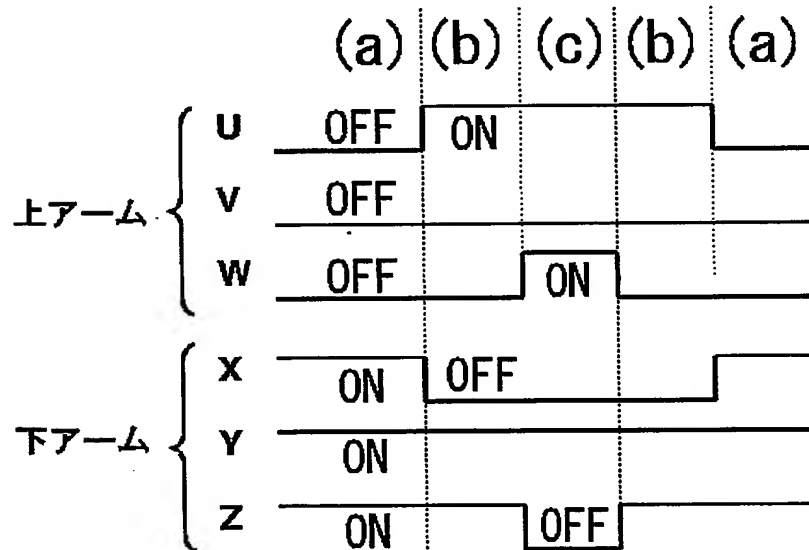 (a) (b) (c) (b) (a)
上アーム
U OFF ON
V OFF
W OFF ON
下アーム
X ON OFF
Y ON
Z ON OFF